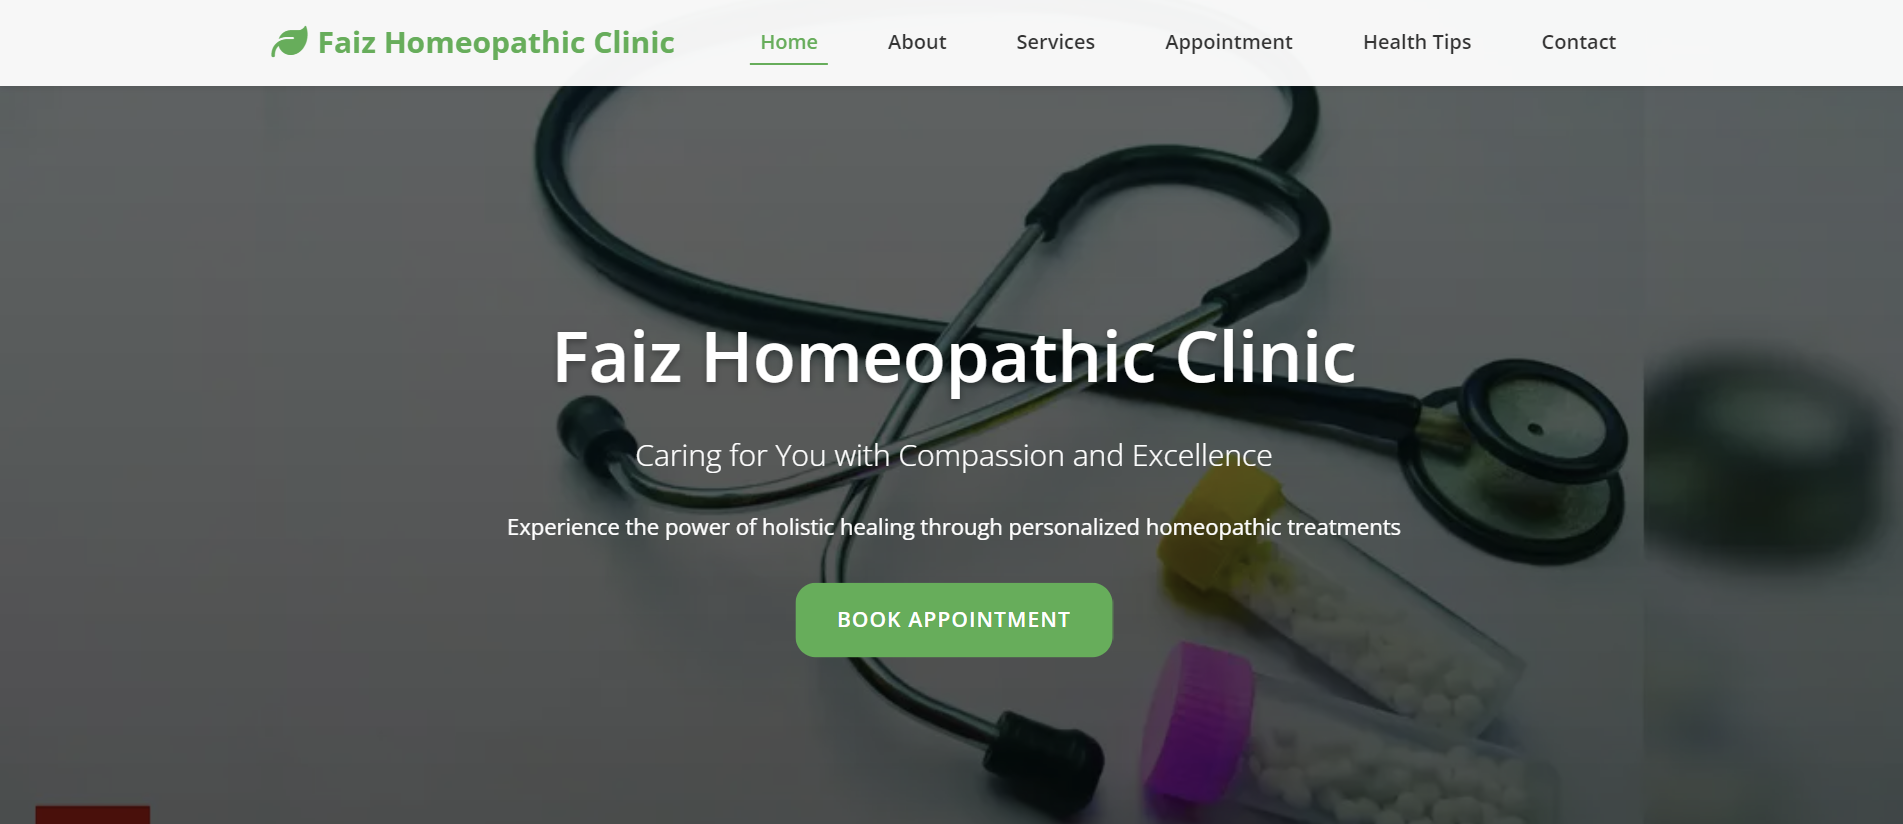 Faiz Homeopathic Clinic
Home
About
Services
Appointment
Health Tips
Contact
Faiz Homeopathic Clinic
Caring for You with Compassion and Excellence
Experience the power of holistic healing through personalized homeopathic treatments
BOOK APPOINTMENT